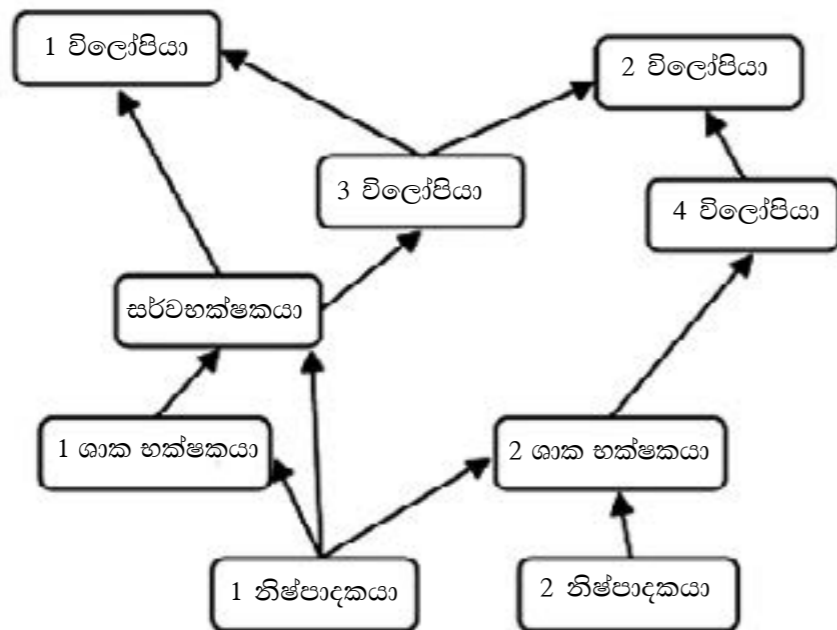 1 විලෝපියා
2 විලෝපියා
3 විලෝපියා
4 විලෝපියා
සර්වභක්ෂකයා
1 ශාක භක්ෂකයා
2 ශාක භක්ෂකයා
1 නිෂ්පාදකයා
2 නිෂ්පාදකයා